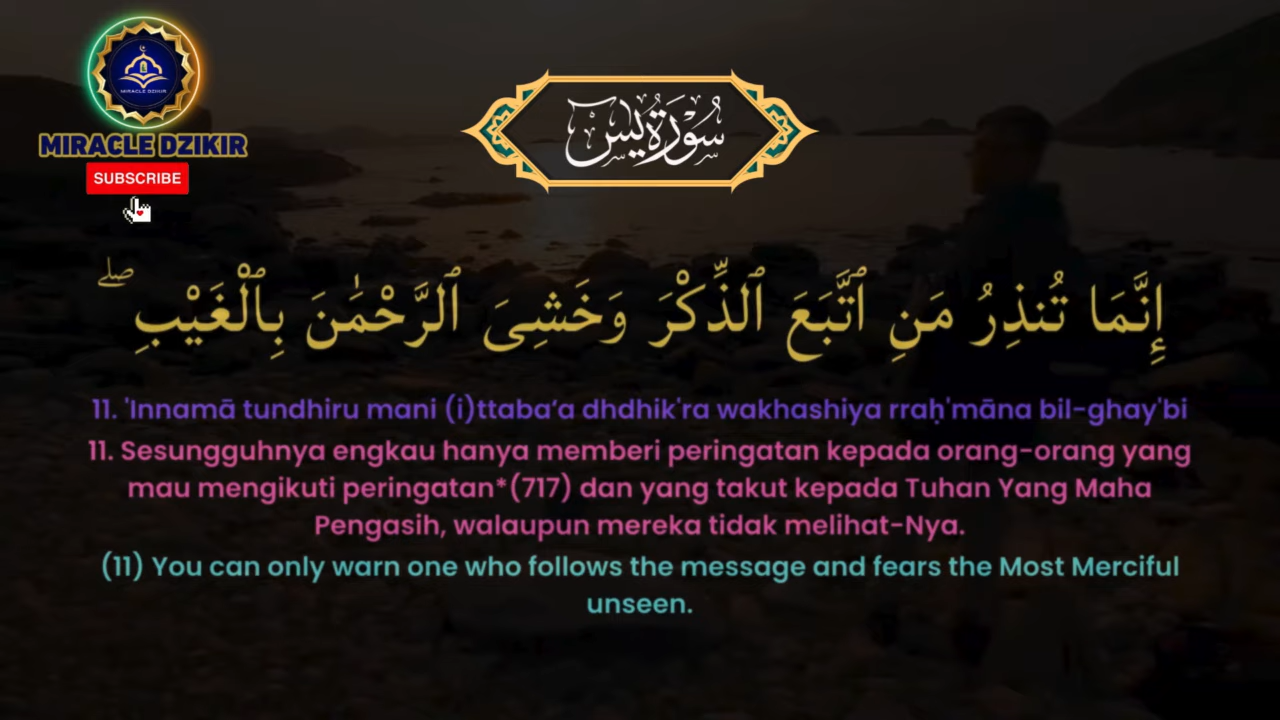 MIRACLE DZIKIR
MIRACLE DZIKIR
SUBSCRIBE
سُورَةُ يس
إِنَّمَا تُنذِرُ مَنِ ٱتَّبَعَ ٱلذِّكْرَ وَخَشِىَ ٱلرَّحْمَٰنَ بِٱلْغَيْبِ ۖ
11. 'Innamā tundhiru mani (i)ttaba’a dhdhik'ra wakhashiya rraḥ'māna bil-ghay'bi
11. Sesungguhnya engkau hanya memberi peringatan kepada orang-orang yang
mau mengikuti peringatan*(717) dan yang takut kepada Tuhan Yang Maha
Pengasih, walaupun mereka tidak melihat-Nya.
(11) You can only warn one who follows the message and fears the Most Merciful
unseen.